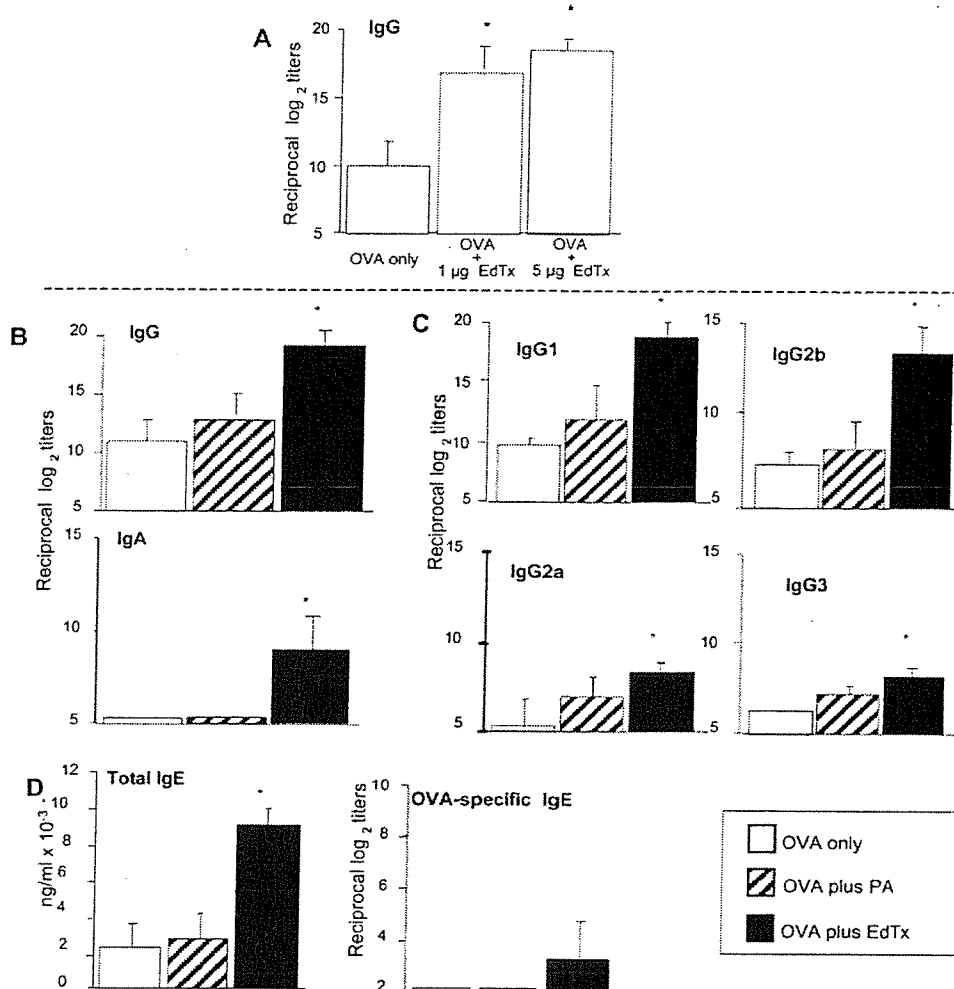 A
IgG
*
*
Reciprocal log 2 titers
20
15
10
5
OVA only
OVA + 1 µg EdTx
OVA + 5 µg EdTx
B
IgG
*
Reciprocal log 2 titers
20
15
10
5
IgA
*
15
10
5
C
IgG1
*
Reciprocal log 2 titers
20
15
10
5
IgG2b
*
15
10
5
IgG2a
*
15
10
5
IgG3
*
15
10
5
D
Total IgE
*
ng/ml x 10-3
12
10
8
6
4
2
0
OVA-specific IgE
Reciprocal log 2 titers
10
8
6
4
2
OVA only
OVA plus PA
OVA plus EdTx